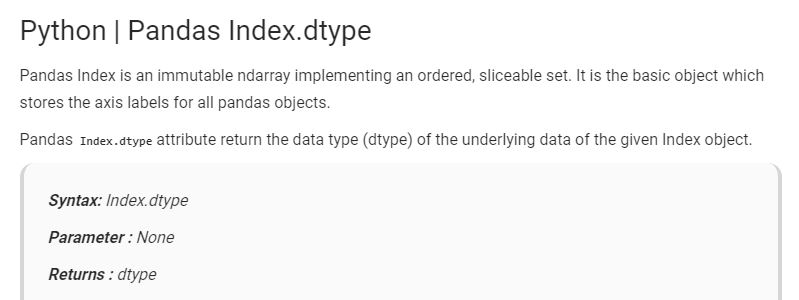 Python | Pandas Index.dtype
Pandas Index is an immutable ndarray implementing an ordered, sliceable set. It is the basic object which
stores the axis labels for all pandas objects.
Pandas Index.dtype attribute return the data type (dtype) of the underlying data of the given Index object.
Syntax: Index.dtype
Parameter : None
Returns : dtype